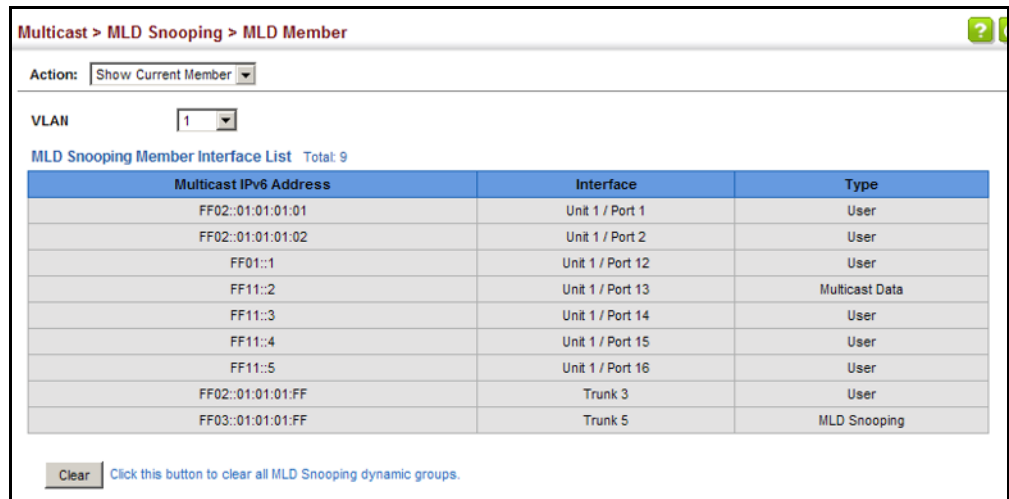 Multicast > MLD Snooping > MLD Member
?
Action: Show Current Member
VLAN 1
MLD Snooping Member Interface List Total: 9
Multicast IPv6 Address Interface Type
FF02::01:01:01:01 Unit 1 / Port 1 User
FF02::01:01:01:02 Unit 1 / Port 2 User
FF01::1 Unit 1 / Port 12 User
FF11::2 Unit 1 / Port 13 Multicast Data
FF11::3 Unit 1 / Port 14 User
FF11::4 Unit 1 / Port 15 User
FF11::5 Unit 1 / Port 16 User
FF02::01:01:01:FF Trunk 3 User
FF03::01:01:01:FF Trunk 5 MLD Snooping
Clear Click this button to clear all MLD Snooping dynamic groups.